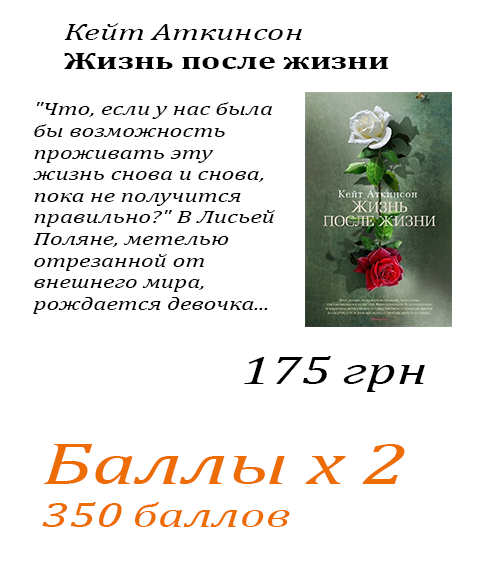 Кейт Аткинсон
Жизнь после жизни
"Что, если у нас была
бы возможность
проживать эту
жизнь снова и снова,
пока не получится
правильно?" В Лисьей
Поляне, метелью
отрезанной от
внешнего мира,
рождается девочка...
Кейт Аткинсон
ЖИЗНЬ
ПОСЛЕ ЖИЗНИ
175 грн
Баллы х 2
350 баллов